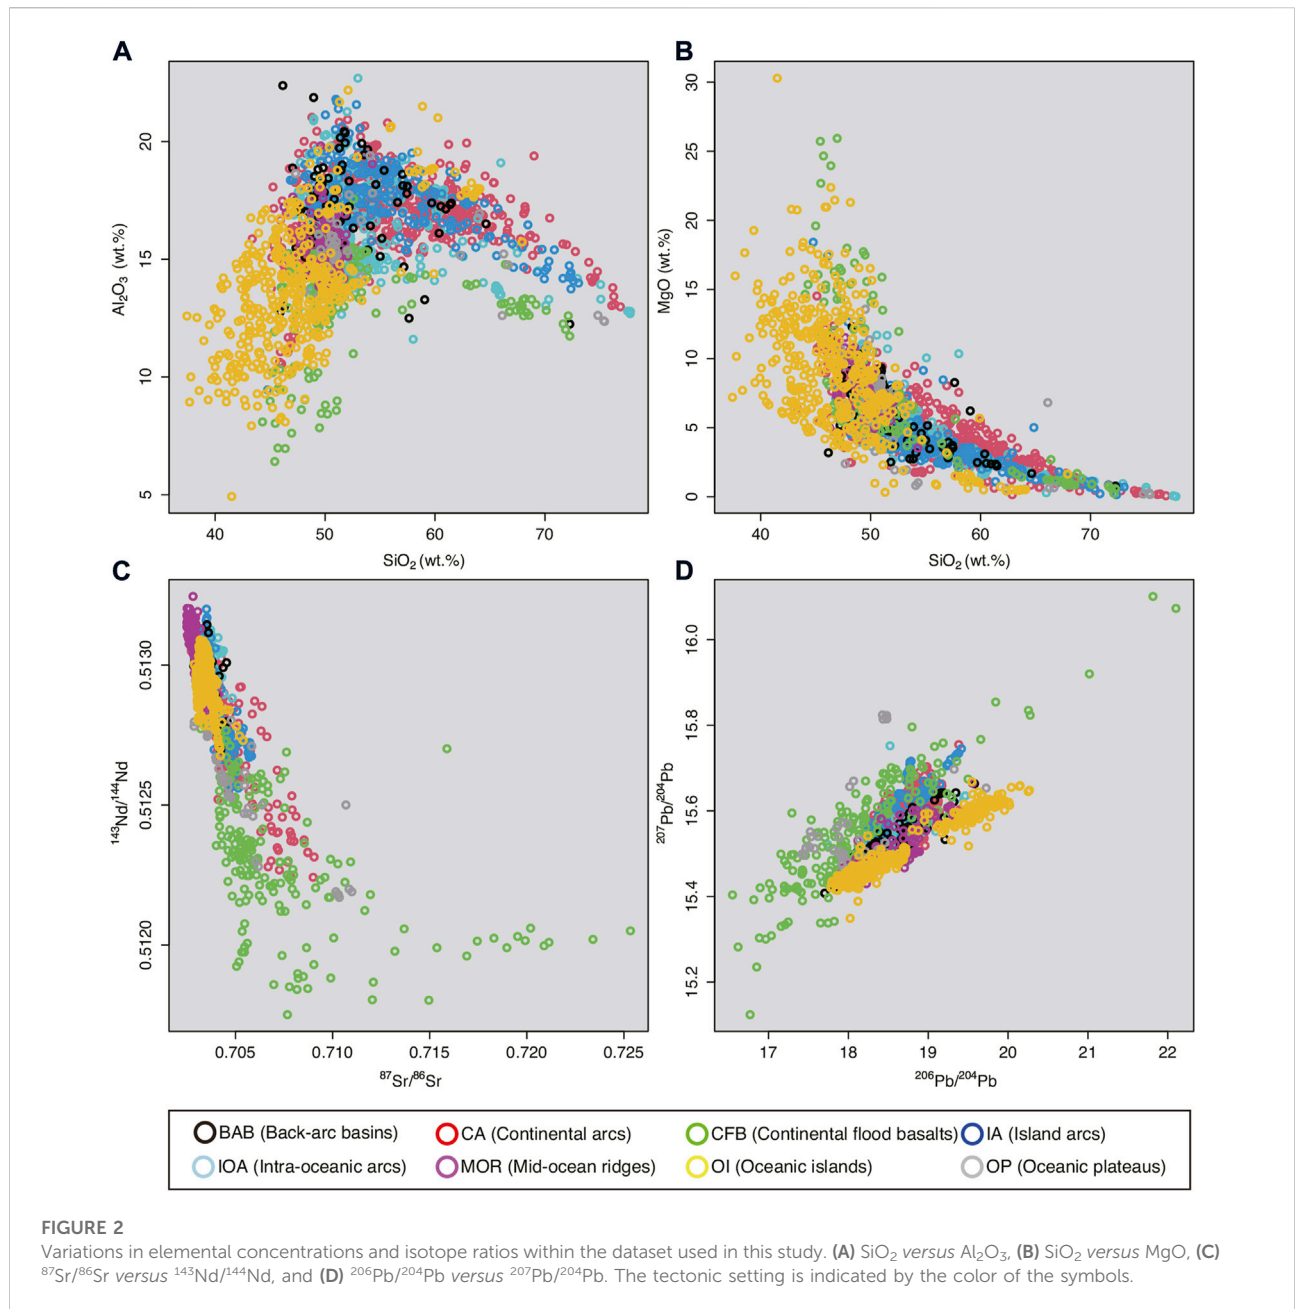 A
B
20
15
10
5
Al₂O₃ (wt.%)
40
50
60
70
SiO₂ (wt.%)
30
25
20
15
10
5
0
MgO (wt.%)
40
50
60
70
SiO₂ (wt.%)
C
D
0.5130
0.5125
0.5120
¹⁴³Nd/¹⁴⁴Nd
0.705
0.710
0.715
0.720
0.725
⁸⁷Sr/⁸⁶Sr
16.0
15.8
15.6
15.4
15.2
²⁰⁷Pb/²⁰⁴Pb
17
18
19
20
21
22
²⁰⁶Pb/²⁰⁴Pb
BAB (Back-arc basins) CA (Continental arcs) CFB (Continental flood basalts) IA (Island arcs)
IOA (Intra-oceanic arcs) MOR (Mid-ocean ridges) OI (Oceanic islands) OP (Oceanic plateaus)
FIGURE 2
Variations in elemental concentrations and isotope ratios within the dataset used in this study. (A) SiO₂ versus Al₂O₃, (B) SiO₂ versus MgO, (C)
⁸⁷Sr/⁸⁶Sr versus ¹⁴³Nd/¹⁴⁴Nd, and (D) ²⁰⁶Pb/²⁰⁴Pb versus ²⁰⁷Pb/²⁰⁴Pb. The tectonic setting is indicated by the color of the symbols.